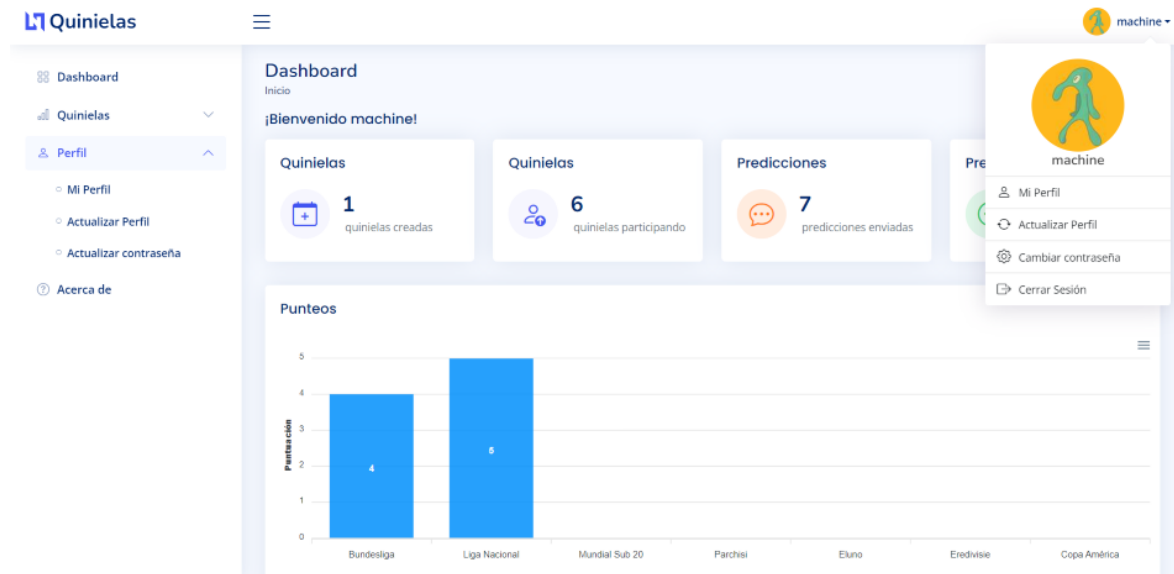 Quinielas
machine
Dashboard
Quinielas
Perfil
Mi Perfil
Actualizar Perfil
Actualizar contraseña
Acerca de
Dashboard
Inicio
¡Bienvenido machine!
Quinielas
1
quinielas creadas
Quinielas
6
quinielas participando
Predicciones
7
predicciones enviadas
Pre
machine
Mi Perfil
Actualizar Perfil
Cambiar contraseña
Cerrar Sesión
Punteos
Puntuación
5
4
3
2
1
0
4
5
Bundesliga
Liga Nacional
Mundial Sub 20
Parchisi
Eluno
Eredivisie
Copa América